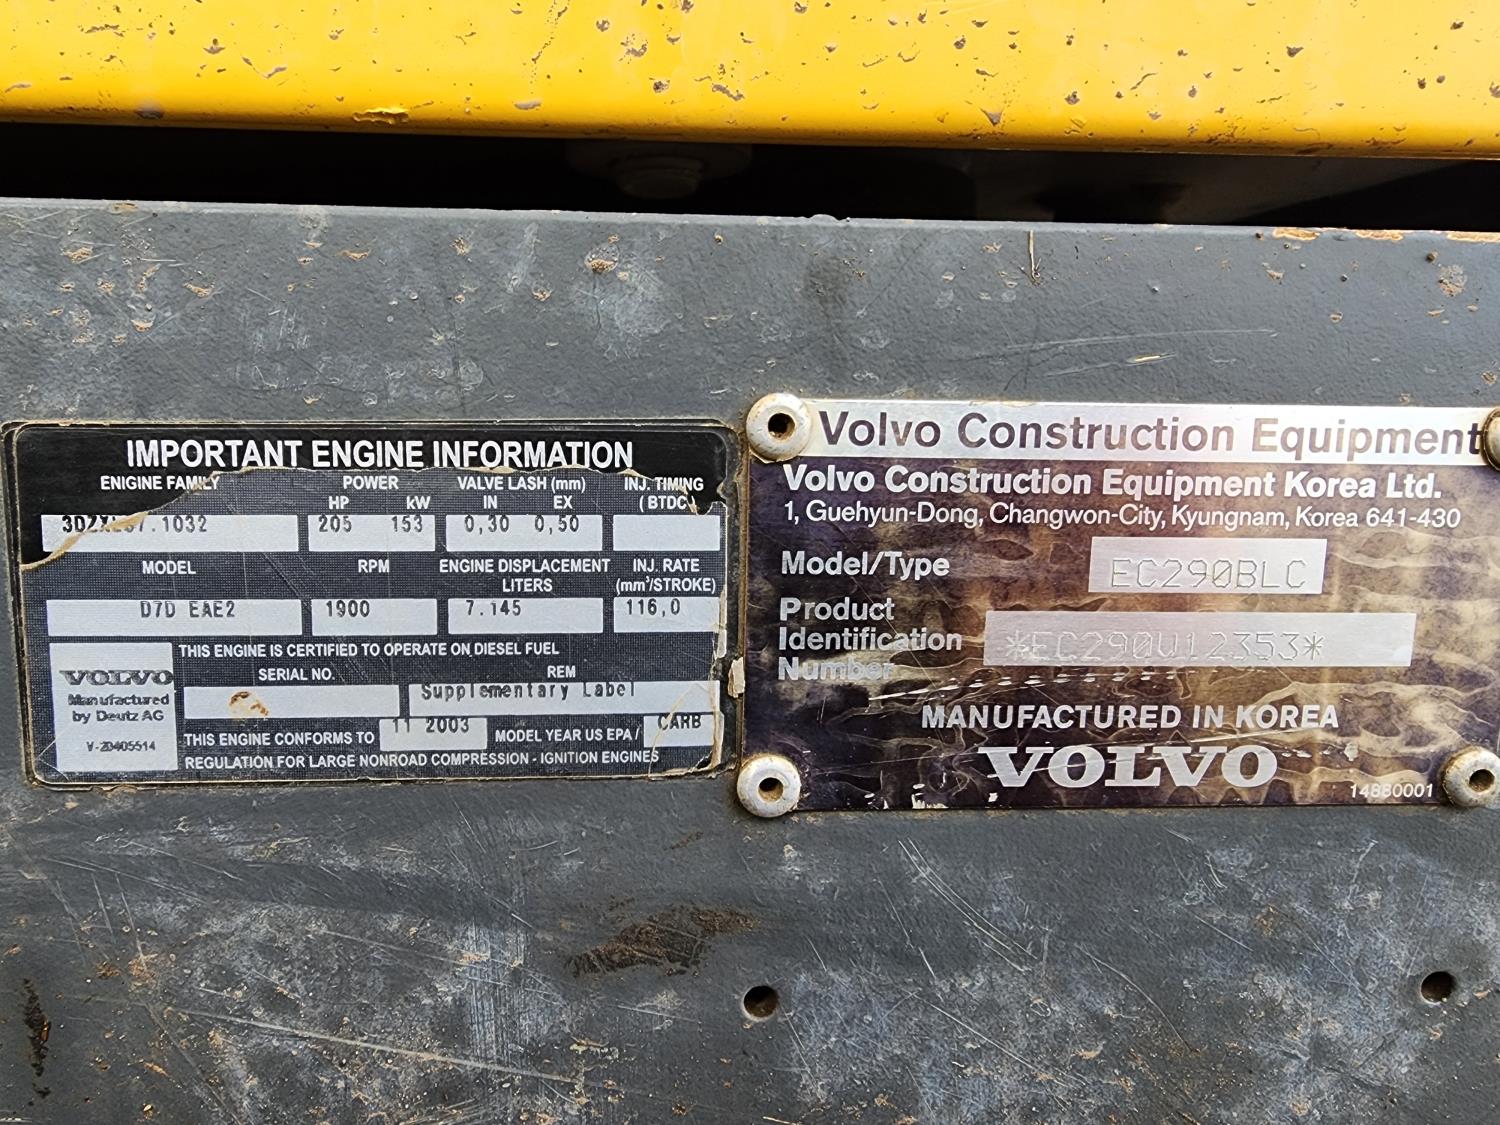 IMPORTANT ENGINE INFORMATION
ENIGINE FAMILY
POWER
HP kW
VALVE LASH (mm)
IN EX
INJ. TIMING
(BTDC)
205 153
0,30 0,50
MODEL
RPM
ENGINE DISPLACEMENT
LITERS
INJ. RATE
(mm³/STROKE)
D7D EAE2
1900
7.145
116,0
THIS ENGINE IS CERTIFIED TO OPERATE ON DIESEL FUEL
VOLVO
Manufactured
by Deutz AG
V-20405514
SERIAL NO.
REM
Supplementary Label
THIS ENGINE CONFORMS TO 11 2003 MODEL YEAR US EPA / CARB
REGULATION FOR LARGE NONROAD COMPRESSION - IGNITION ENGINES
Volvo Construction Equipment
Volvo Construction Equipment Korea Ltd.
1, Guehyun-Dong, Changwon-City, Kyungnam, Korea 641-430
Model/Type EC290BLC
Product
Identification
Number
*EC290V12353*
MANUFACTURED IN KOREA
VOLVO
14880001